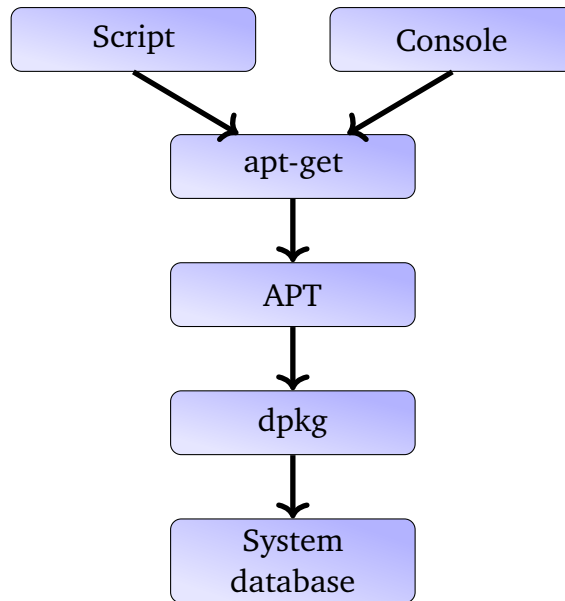 Script
Console
apt-get
APT
dpkg
System
database